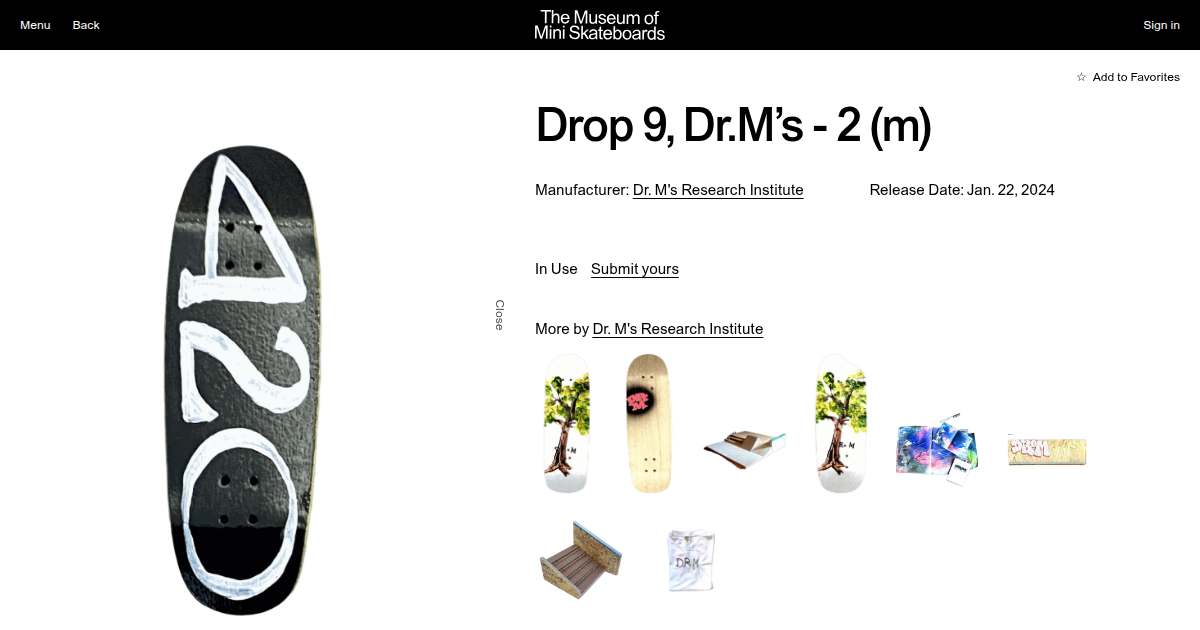 Menu
Back
The Museum of
Mini Skateboards
Sign in
☆ Add to Favorites
Drop 9, Dr.M’s - 2 (m)
Manufacturer: Dr. M's Research Institute
Release Date: Jan. 22, 2024
In Use
Submit yours
Close
More by Dr. M's Research Institute
420
DRM